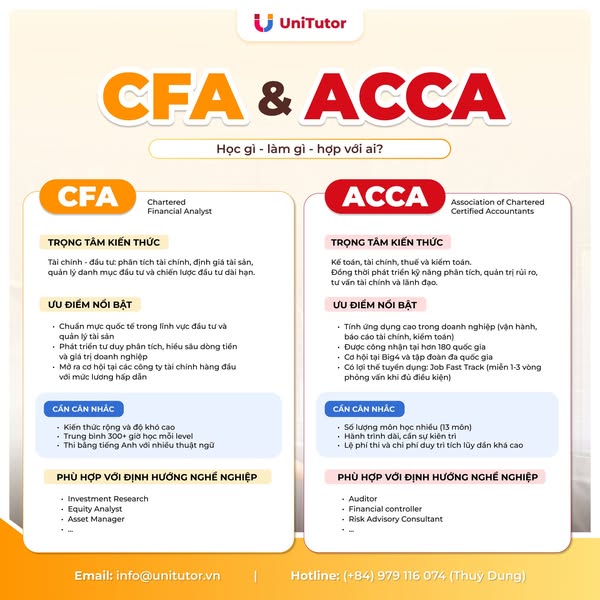 UniTutor
CFA & ACCA
Học gì - làm gì - hợp với ai?
CFA
Chartered
Financial Analyst
TRỌNG TÂM KIẾN THỨC
Tài chính - đầu tư: phân tích tài chính, định giá tài sản,
quản lý danh mục đầu tư và chiến lược đầu tư dài hạn.
ƯU ĐIỂM NỔI BẬT
• Chuẩn mực quốc tế trong lĩnh vực đầu tư và
quản lý tài sản
• Phát triển tư duy phân tích, hiểu sâu dòng tiền
và giá trị doanh nghiệp
• Mở ra cơ hội tại các công ty tài chính hàng đầu
với mức lương hấp dẫn
CẦN CÂN NHẮC
• Kiến thức rộng và độ khó cao
• Trung bình 300+ giờ học mỗi level
• Thi bằng tiếng Anh với nhiều thuật ngữ
PHÙ HỢP VỚI ĐỊNH HƯỚNG NGHỀ NGHIỆP
• Investment Research
• Equity Analyst
• Asset Manager
• ...
ACCA
Association of Chartered
Certified Accountants
TRỌNG TÂM KIẾN THỨC
Kế toán, tài chính, thuế và kiểm toán.
Đồng thời phát triển kỹ năng phân tích, quản trị rủi ro,
tư vấn tài chính và lãnh đạo.
ƯU ĐIỂM NỔI BẬT
• Tính ứng dụng cao trong doanh nghiệp (vận hành,
báo cáo tài chính, kiểm toán)
• Được công nhận tại hơn 180 quốc gia
• Cơ hội tại Big4 và tập đoàn đa quốc gia
• Có lợi thế tuyển dụng: Job Fast Track (miễn 1-3 vòng
phỏng vấn khi đủ điều kiện)
CẦN CÂN NHẮC
• Số lượng môn học nhiều (13 môn)
• Hành trình dài, cần sự kiên trì
• Lệ phí thi và chi phí duy trì tích lũy dần khá cao
PHÙ HỢP VỚI ĐỊNH HƯỚNG NGHỀ NGHIỆP
• Auditor
• Financial controller
• Risk Advisory Consultant
• ...
Email: info@unitutor.vn | Hotline: (+84) 979 116 074 (Thuỳ Dung)